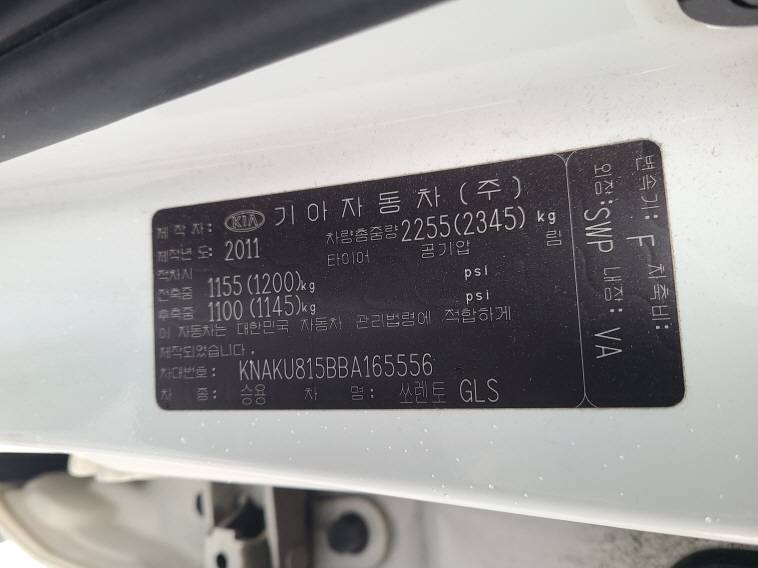 제 작 자: KIA 기아자동차(주)
제작년 도: 2011 차량총중량 2255(2345) kg
적차시 타이어 공기압 림
전축중 1155(1200)kg psi
후축중 1100(1145)kg psi
이 자동차는 대한민국 자동차 관리법령에 적합하게
제작되었습니다.
차대번호: KNAKU815BBA165556
차 종: 승용 차 명: 쏘렌토 GLS
변속기: F 저축비:
외장: SWP 내장: VA